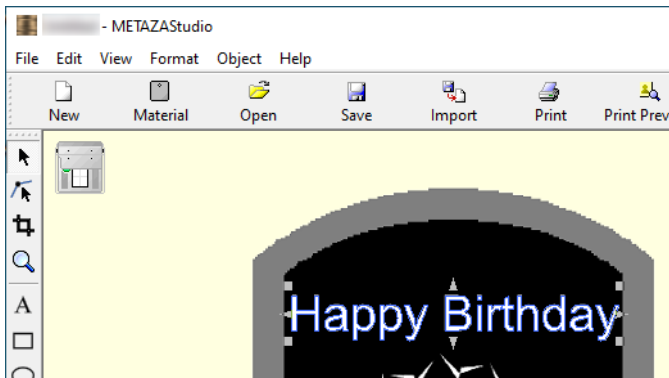 - METAZAStudio
File Edit View Format Object Help
New Material Open Save Import Print Print Prev
A
Happy Birthday